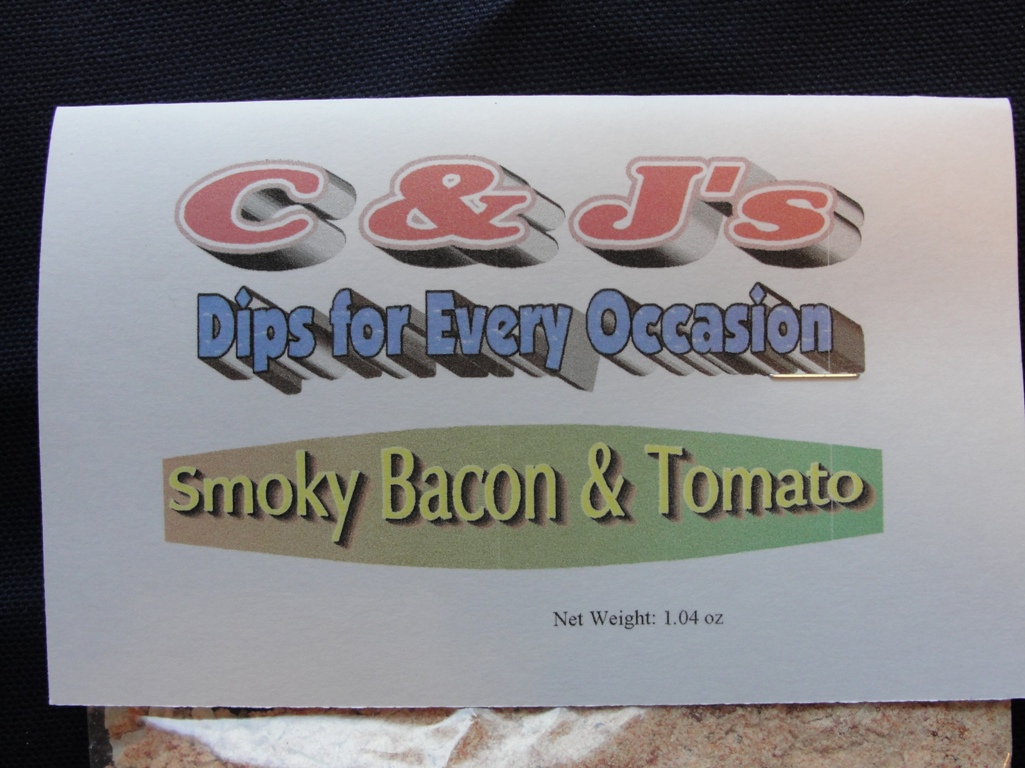 C & J's
Dips for Every Occasion
Smoky Bacon & Tomato
Net Weight: 1.04 oz